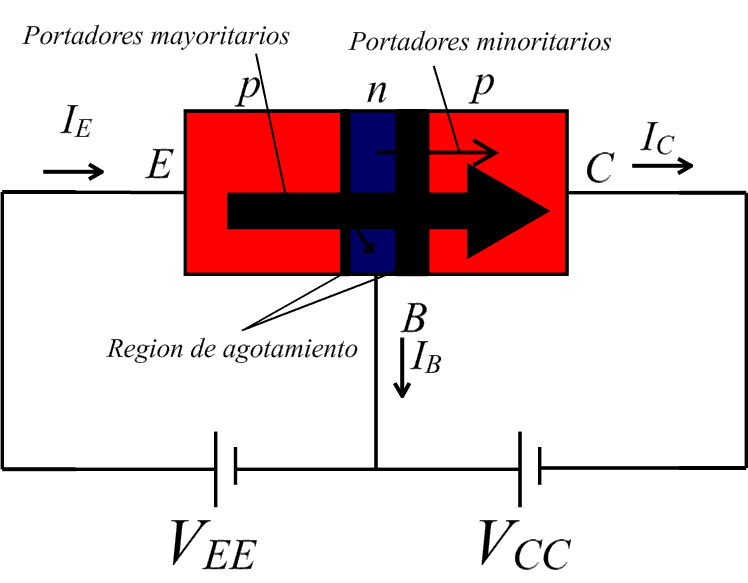 Portadores mayoritarios
Portadores minoritarios
p n p
I_E
E
C
I_C
B
Region de agotamiento
I_B
V_EE
V_CC